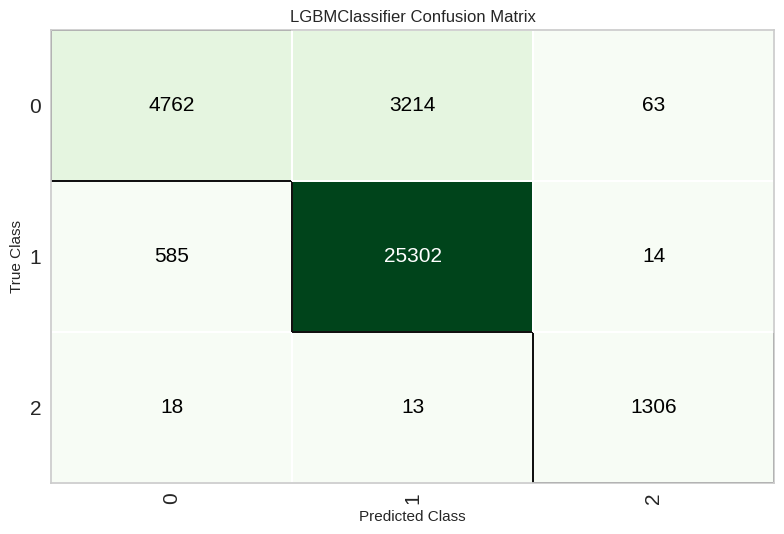 LGBMClassifier Confusion Matrix
0 4762 3214 63
1 585 25302 14
2 18 13 1306
True Class
0 1 2
Predicted Class